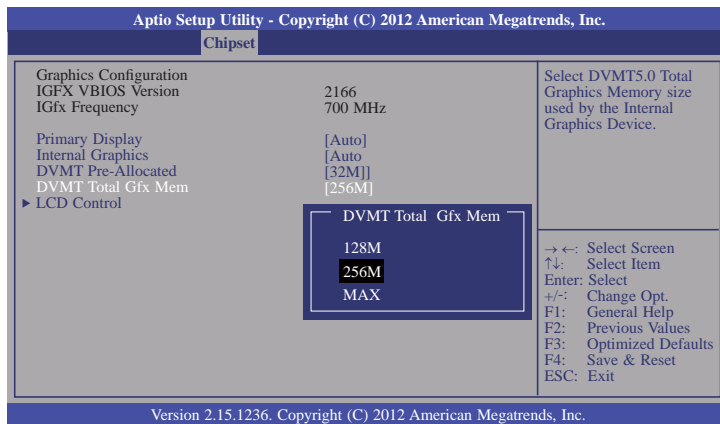 Aptio Setup Utility - Copyright (C) 2012 American Megatrends, Inc.
Chipset
Graphics Configuration
IGFX VBIOS Version 2166
IGfx Frequency 700 MHz
Primary Display [Auto]
Internal Graphics [Auto
DVMT Pre-Allocated [32M]]
DVMT Total Gfx Mem [256M]
▶ LCD Control
DVMT Total Gfx Mem
128M
256M
MAX
Select DVMT5.0 Total
Graphics Memory size
used by the Internal
Graphics Device.
→ ←: Select Screen
↑↓: Select Item
Enter: Select
+/-: Change Opt.
F1: General Help
F2: Previous Values
F3: Optimized Defaults
F4: Save & Reset
ESC: Exit
Version 2.15.1236. Copyright (C) 2012 American Megatrends, Inc.